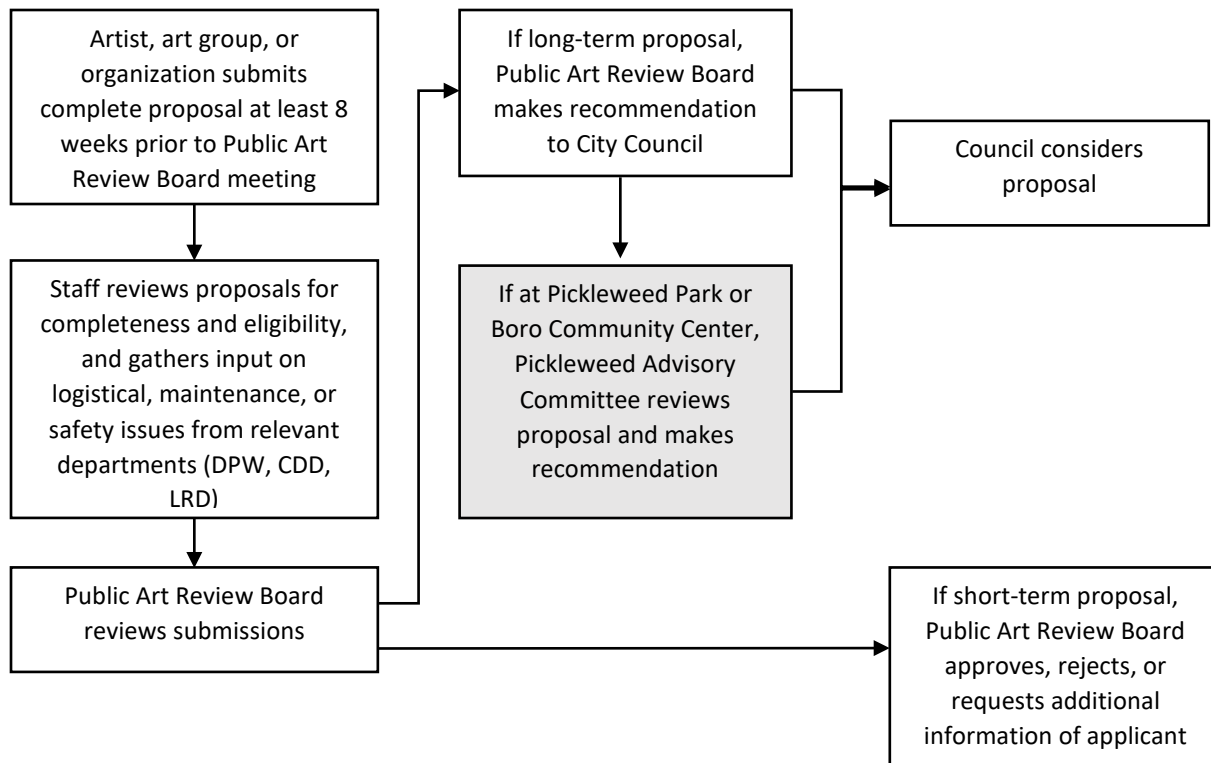 Artist, art group, or
organization submits
complete proposal at least 8
weeks prior to Public Art
Review Board meeting
Staff reviews proposals for
completeness and eligibility,
and gathers input on
logistical, maintenance, or
safety issues from relevant
departments (DPW, CDD,
LRD)
Public Art Review Board
reviews submissions
If long-term proposal,
Public Art Review Board
makes recommendation
to City Council
If at Pickleweed Park or
Boro Community Center,
Pickleweed Advisory
Committee reviews
proposal and makes
recommendation
Council considers
proposal
If short-term proposal,
Public Art Review Board
approves, rejects, or
requests additional
information of applicant